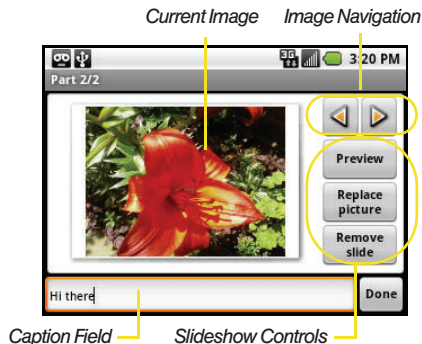 Current Image Image Navigation
3G 3:20 PM
Part 2/2
Preview
Replace
picture
Remove
slide
Hi there
Done
Caption Field Slideshow Controls